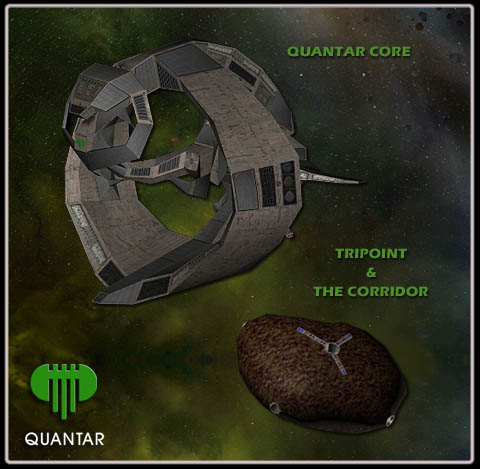 QUANTAR CORE
TRIPOINT
&
THE CORRIDOR
QUANTAR